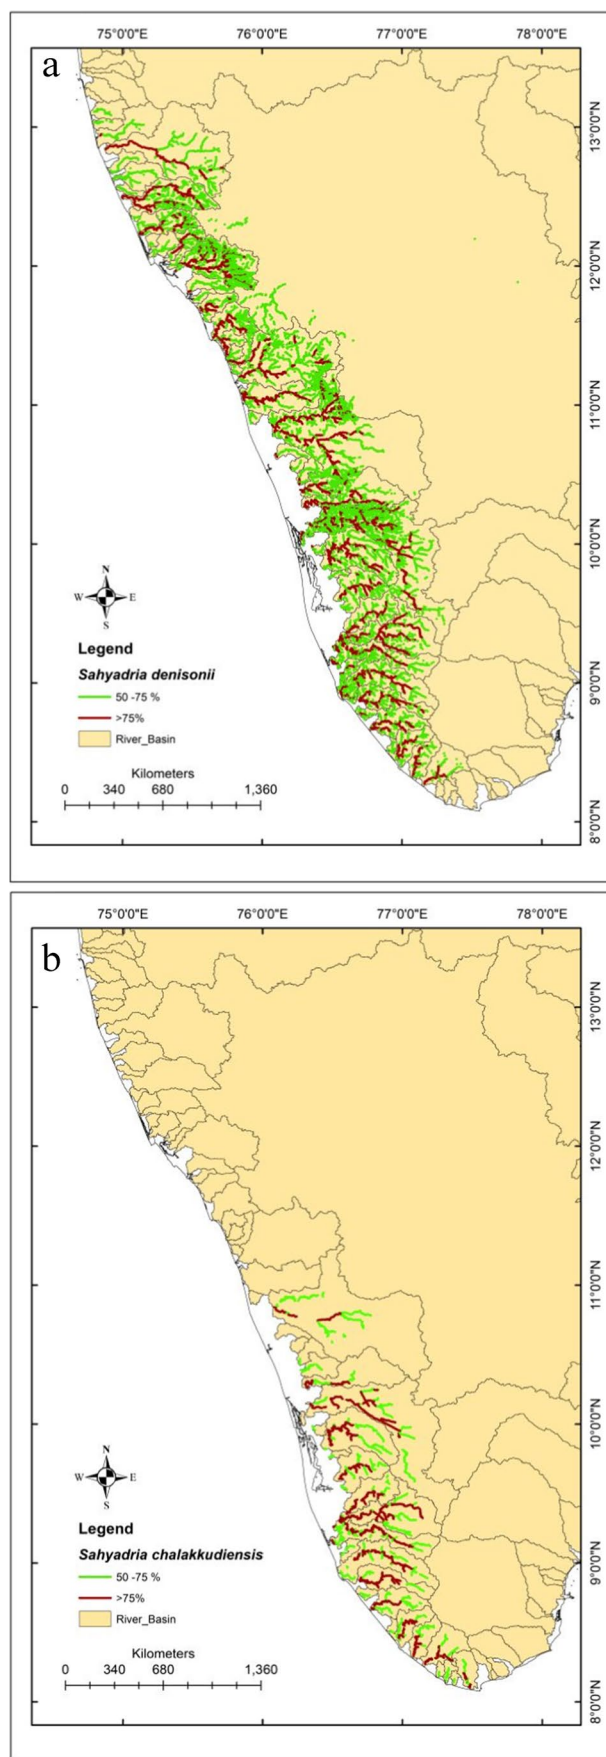 75°0'0"E 76°0'0"E 77°0'0"E 78°0'0"E
a
13°0'0"N
12°0'0"N
11°0'0"N
10°0'0"N
9°0'0"N
8°0'0"N
N
W E
S
Legend
Sahyadria denisonii
50 -75 %
>75%
River_Basin
Kilometers
0 340 680 1,360
75°0'0"E 76°0'0"E 77°0'0"E 78°0'0"E
b
13°0'0"N
12°0'0"N
11°0'0"N
10°0'0"N
9°0'0"N
8°0'0"N
N
W E
S
Legend
Sahyadria chalakkudiensis
50 -75 %
>75%
River_Basin
Kilometers
0 340 680 1,360